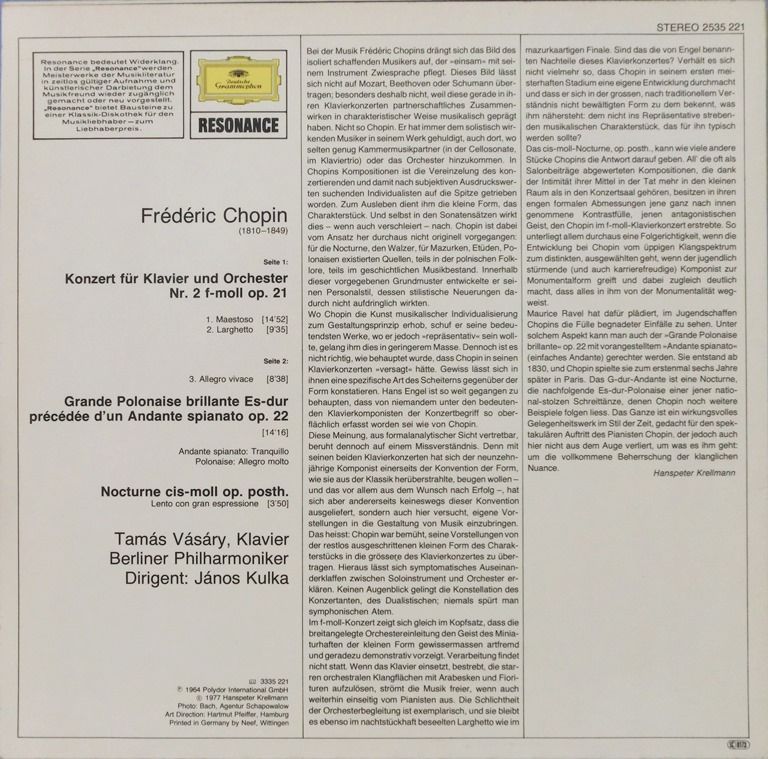 STEREO 2535 221
Resonance bedeutet Widerklang.
In der Serie „Resonance" werden
Meisterwerke der Musikliteratur
in zeitlos gültiger Aufnahme und
künstlerischer Darbietung dem
Musikfreund wieder zugänglich
gemacht oder neu vorgestellt.
„Resonance" bietet Bausteine zu
einer Klassik-Diskothek für den
Musikliebhaber – zum
Liebhaberpreis.
Deutsche
Grammophon
RESONANCE
Frédéric Chopin
(1810–1849)
Seite 1:
Konzert für Klavier und Orchester
Nr. 2 f-moll op. 21
1. Maestoso [14'52]
2. Larghetto [9'35]
Seite 2:
3. Allegro vivace [8'38]
Grande Polonaise brillante Es-dur
précédée d'un Andante spianato op. 22
[14'16]
Andante spianato: Tranquillo
Polonaise: Allegro molto
Nocturne cis-moll op. posth.
Lento con gran espressione [3'50]
Tamás Vásáry, Klavier
Berliner Philharmoniker
Dirigent: János Kulka
3335 221
℗ 1964 Polydor International GmbH
© 1977 Hanspeter Krellmann
Photo: Bach, Agentur Schapowalow
Art Direction: Hartmut Pfeiffer, Hamburg
Printed in Germany by Neef, Wittingen
Bei der Musik Frédéric Chopins drängt sich das Bild des
isoliert schaffenden Musikers auf, der «einsam» mit sei-
nem Instrument Zwiesprache pflegt. Dieses Bild lässt
sich nicht auf Mozart, Beethoven oder Schumann über-
tragen; besonders deshalb nicht, weil diese gerade in ih-
ren Klavierkonzerten partnerschaftliches Zusammen-
wirken in charakteristischer Weise musikalisch geprägt
haben. Nicht so Chopin. Er hat immer dem solistisch wir-
kenden Musiker in seinem Werk gehuldigt, auch dort, wo
selten genug Kammermusikpartner (in der Cellosonate,
im Klaviertrio) oder das Orchester hinzukommen. In
Chopins Komposition ist die Vereinzelung des kon-
zertierenden und damit nach subjektiven Ausdruckswer-
ten suchenden Individualisten auf die Spitze getrieben
worden. Zum Ausleben dient ihm die kleine Form, das
Charakterstück. Und selbst in den Sonatensätzen wirkt
dies – wenn auch verschleiert – nach. Chopin ist dabei
vom Ansatz her durchaus nicht originell vorgegangen:
für die Nocturne, den Walzer, für Mazurken, Etüden, Po-
lonaisen existierten Quellen, teils in der polnischen Folk-
lore, teils im geschichtlichen Musikbestand. Innerhalb
dieser vorgegebenen Grundmuster entwickelte er sei-
nen Personalstil, dessen stilistische Neuerungen da-
durch nicht aufdringlich wirkten.
Wo Chopin die Kunst musikalischer Individualisierung
zum Gestaltungsprinzip erhob, schuf er seine bedeu-
tendsten Werke, wo er jedoch «repräsentativ» sein woll-
te, gelang ihm dies in geringerem Masse. Dennoch ist es
nicht richtig, wie behauptet wurde, dass Chopin in seinen
Klavierkonzerten «versagt» hätte. Gewiss lässt sich in
ihnen eine spezifische Art des Scheiterns gegenüber der
Form konstatieren. Hans Engel ist so weit gegangen zu
behaupten, dass von niemandem unter den bedeuten-
den Klavierkomponisten der Konzertbegriff so ober-
flächlich erfasst worden sei wie von Chopin.
Diese Meinung, aus formalanalytischer Sicht vertretbar,
beruht dennoch auf einem Missverständnis. Denn mit
seinen beiden Klavierkonzerten hat sich der neunzehn-
jährige Komponist einerseits der Konvention der Form,
wie sie aus der Klassik herüberstrahlte, beugen wollen –
und das vor allem aus dem Wunsch nach Erfolg –, hat
sich aber andererseits keineswegs dieser Konvention
ausgeliefert, sondern auch hier versucht, eigene Vor-
stellungen in die Gestaltung von Musik einzubringen.
Das heisst: Chopin war bemüht, seine Vorstellungen von
der restlos ausgeschrittenen kleinen Form des Charak-
terstücks in die grössere des Klavierkonzertes zu über-
tragen. Hieraus lässt sich symptomatisches Auseinan-
derklaffen zwischen Soloinstrument und Orchester er-
klären. Keinen Augenblick gelingt die Konstellation des
Konzertanten, des Dualistischen; niemals spürt man
symphonischen Atem.
Im f-moll-Konzert zeigt sich gleich im Kopfsatz, dass die
breitangelegte Orchestereinleitung den Geist des Minia-
turhaften der kleinen Form gewissermassen artfremd
und geradezu demonstrativ vorzeigt. Verarbeitung findet
nicht statt. Wenn das Klavier einsetzt, bestrebt, die star-
ren orchestralen Klangflächen mit Arabesken und Fiori-
turen aufzulösen, strömt die Musik freier, wenn auch
weiterhin einseitig vom Pianisten aus. Die Schlichtheit
der Orchesterbegleitung ist exemplarisch, und sie bleibt
es ebenso im nachtstückhaft beseelten Larghetto wie im
mazurkaartigen Finale. Sind das die von Engel benann-
ten Nachteile dieses Klavierkonzertes? Verhält es sich
nicht vielmehr so, dass Chopin in seinem ersten mei-
sterhaften Stadium eine eigene Entwicklung durchmacht
und dass er sich in der grossen, nach traditionellem Ver-
ständnis nicht bewältigten Form zu dem bekennt, was
ihm nähersteht: dem nicht ins Repräsentative streben-
den musikalischen Charakterstück, das für ihn typisch
werden sollte?
Das cis-moll-Nocturne, op. posth., kann wie viele andere
Stücke Chopins die Antwort darauf geben. All' die oft als
Salonbeiträge abgewerteten Kompositionen, die dank
der Intimität ihrer Mittel in der Tat mehr in den kleinen
Raum als in den Konzertsaal gehören, besitzen in ihren
engen formalen Abmessungen jene ganz nach innen
genommene Kontrastfülle, jenen antagonistischen
Geist, den Chopin im f-moll-Klavierkonzert erstrebte. So
unterliegt allem durchaus eine Folgerichtigkeit, wenn die
Entwicklung bei Chopin vom üppigen Klangspektrum
zum distinkten, ausgewählten geht, wenn der jugendlich
stürmende (und auch karrierefreudige) Komponist zur
Monumentalform greift und dabei zugleich deutlich
macht, dass alles in ihm von der Monumentalität weg-
weist.
Maurice Ravel hat dafür plädiert, im Jugendschaffen
Chopins die Fülle begnadeter Einfälle zu sehen. Unter
solchem Aspekt kann man auch der «Grande Polonaise
brillante» op. 22 mit vorangestelltem «Andante spianato»
(einfaches Andante) gerechter werden. Sie entstand ab
1830, und Chopin spielte sie zum erstenmal sechs Jahre
später in Paris. Das G-dur-Andante ist eine Nocturne,
die nachfolgende Es-dur-Polonaise einer jener natio-
nal-stolzen Schreittänze, denen Chopin noch weitere
Beispiele folgen liess. Das Ganze ist ein wirkungsvolles
Gelegenheitswerk im Stil der Zeit, gedacht für den spek-
takulären Auftritt des Pianisten Chopin, der jedoch auch
hier nicht aus dem Auge verliert, um was es ihm geht:
um die vollkommene Beherrschung der klanglichen
Nuance.
Hanspeter Krellmann